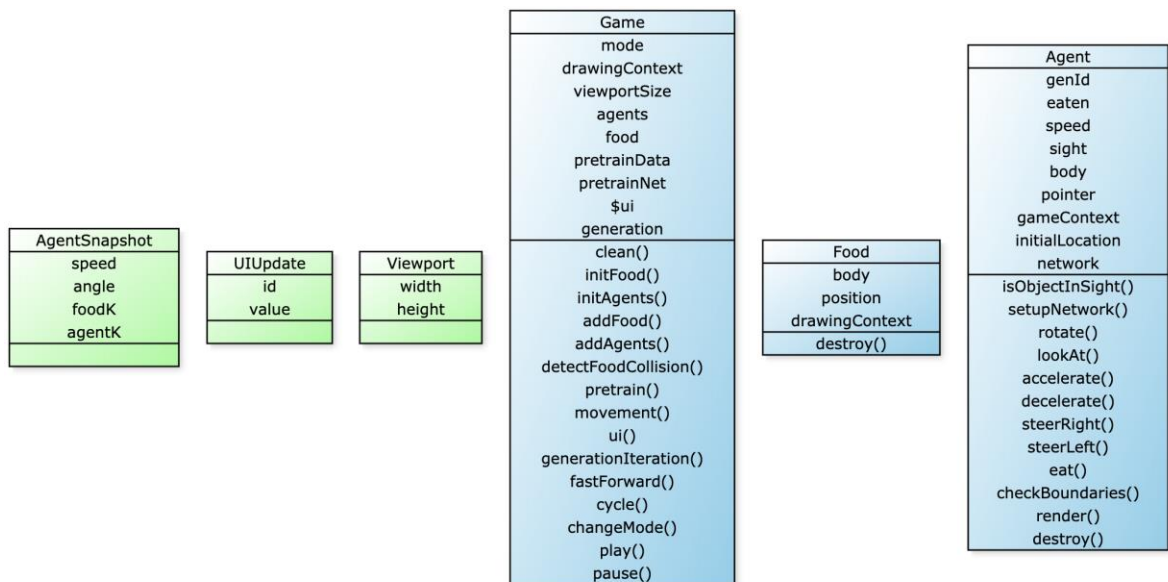 AgentSnapshot
speed
angle
foodK
agentK
UIUpdate
id
value
Viewport
width
height
Game
mode
drawingContext
viewportSize
agents
food
pretrainData
pretrainNet
$ui
generation
clean()
initFood()
initAgents()
addFood()
addAgents()
detectFoodCollision()
pretrain()
movement()
ui()
generationIteration()
fastForward()
cycle()
changeMode()
play()
pause()
Food
body
position
drawingContext
destroy()
Agent
genId
eaten
speed
sight
body
pointer
gameContext
initialLocation
network
isObjectInSight()
setupNetwork()
rotate()
lookAt()
accelerate()
decelerate()
steerRight()
steerLeft()
eat()
checkBoundaries()
render()
destroy()